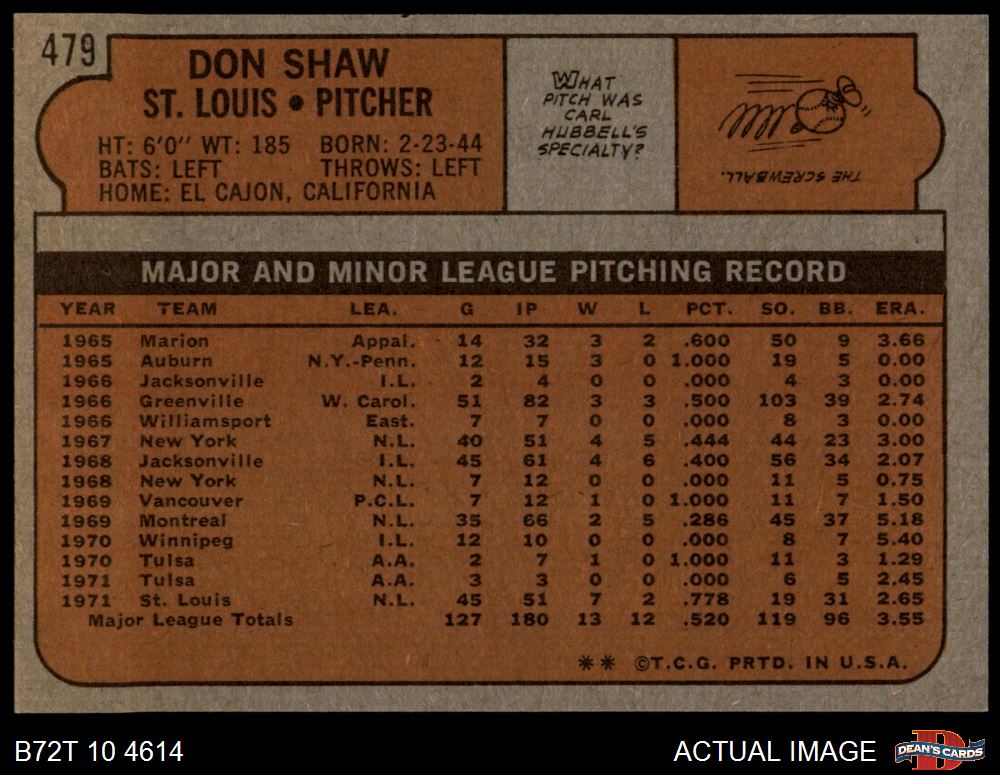 479
DON SHAW
ST. LOUIS • PITCHER
HT: 6'0" WT: 185 BORN: 2-23-44
BATS: LEFT THROWS: LEFT
HOME: EL CAJON, CALIFORNIA
WHAT
PITCH WAS
CARL
HUBBELL'S
SPECIALTY?
THE SCREWBALL.
MAJOR AND MINOR LEAGUE PITCHING RECORD
YEAR TEAM LEA. G IP W L PCT. SO. BB. ERA.
1965 Marion Appal. 14 32 3 2 .600 50 9 3.66
1965 Auburn N.Y.-Penn. 12 15 3 0 1.000 19 5 0.00
1966 Jacksonville I.L. 2 4 0 0 .000 4 3 0.00
1966 Greenville W. Carol. 51 82 3 3 .500 103 39 2.74
1966 Williamsport East. 7 7 0 0 .000 8 3 0.00
1967 New York N.L. 40 51 4 5 .444 44 23 3.00
1968 Jacksonville I.L. 45 61 4 6 .400 56 34 2.07
1968 New York N.L. 7 12 0 0 .000 11 5 0.75
1969 Vancouver P.C.L. 7 12 1 0 1.000 11 7 1.50
1969 Montreal N.L. 35 66 2 5 .286 45 37 5.18
1970 Winnipeg I.L. 12 10 0 0 .000 8 7 5.40
1970 Tulsa A.A. 2 7 1 0 1.000 11 3 1.29
1971 Tulsa A.A. 3 3 0 0 .000 6 5 2.45
1971 St. Louis N.L. 45 51 7 2 .778 19 31 2.65
Major League Totals 127 180 13 12 .520 119 96 3.55
** ©T.C.G. PRTD. IN U.S.A.
B72T 10 4614
ACTUAL IMAGE
D
DEAN'S CARDS